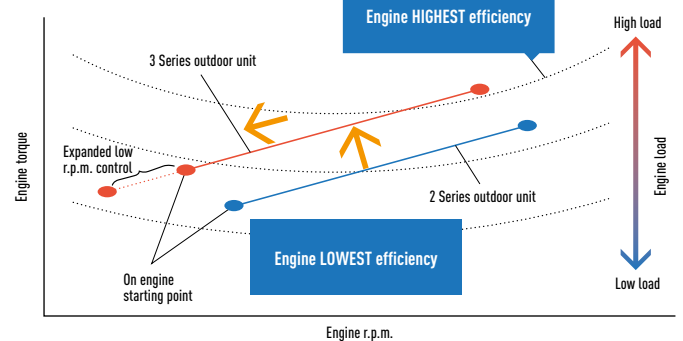 Engine HIGHEST efficiency
High load
3 Series outdoor unit
Engine torque
Expanded low
r.p.m. control
Engine load
2 Series outdoor unit
Engine LOWEST efficiency
On engine
starting point
Low load
Engine r.p.m.